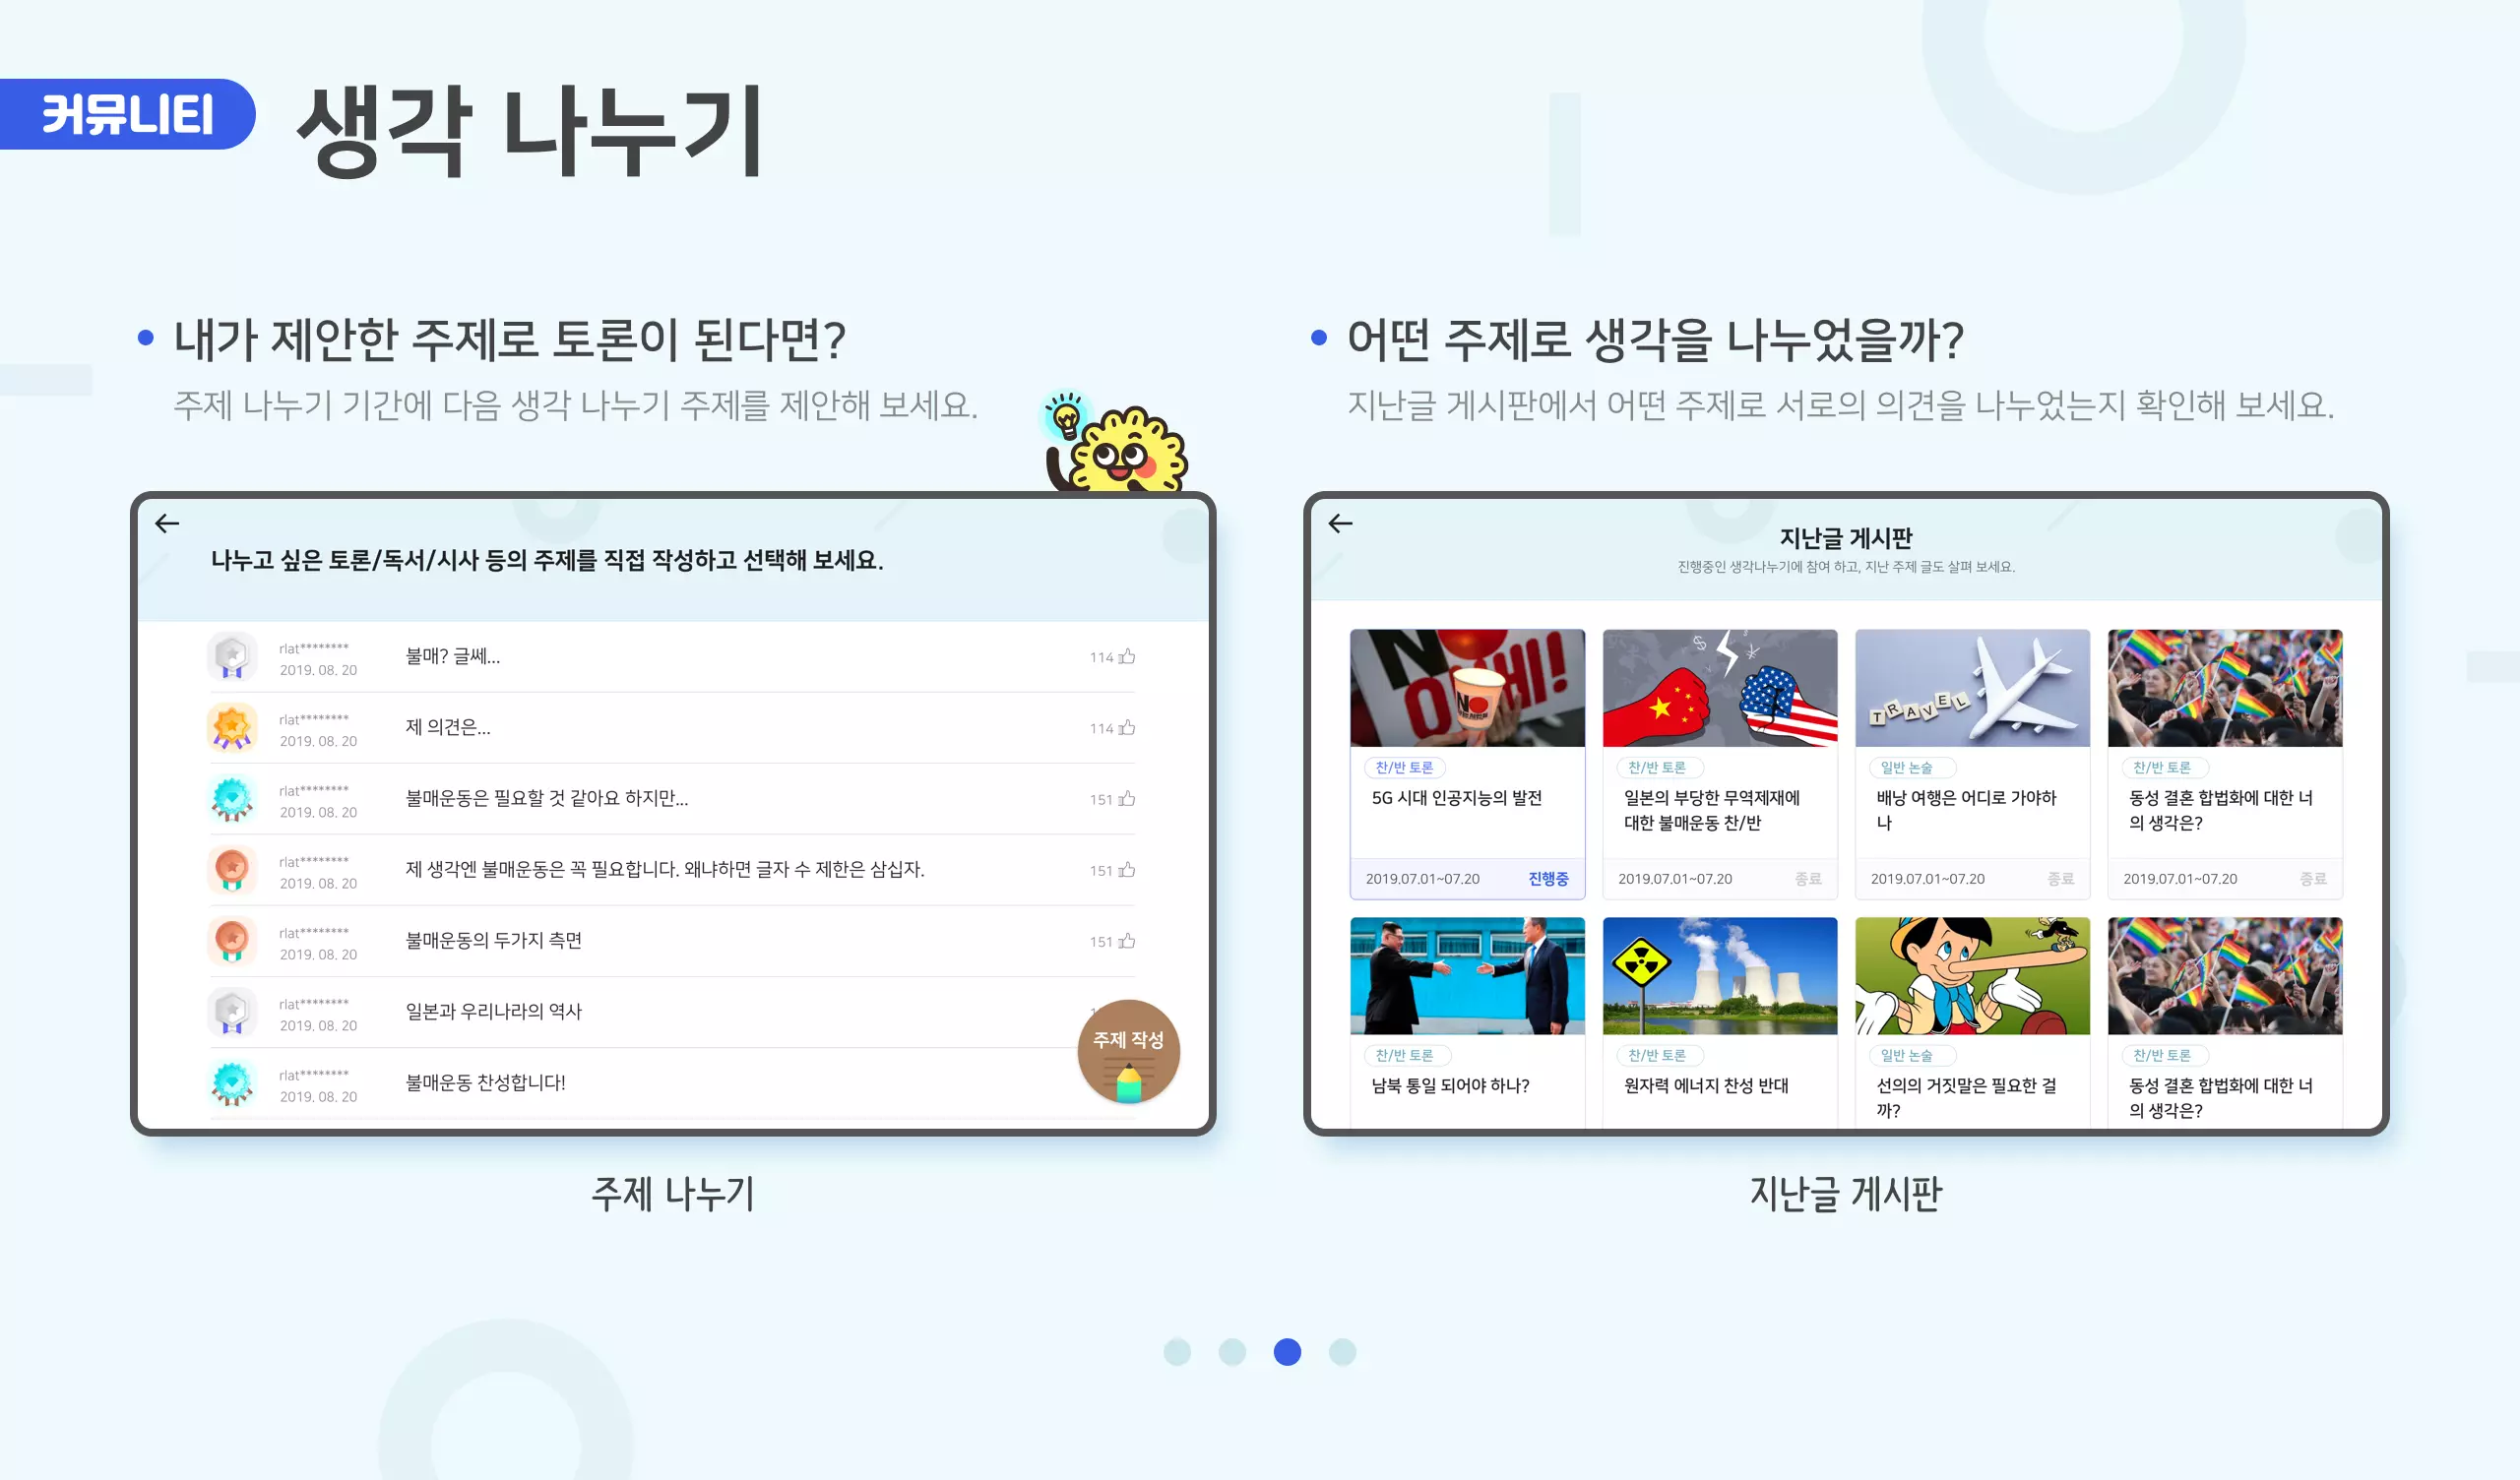 커뮤니티
생각 나누기
내가 제안한 주제로 토론이 된다면?
주제 나누기 기간에 다음 생각 나누기 주제를 제안해 보세요.
나누고 싶은 토론/독서/시사 등의 주제를 직접 작성하고 선택해 보세요.
rlat********
2019. 08. 20
불매? 글쎄...
114
rlat********
2019. 08. 20
제 의견은...
114
rlat********
2019. 08. 20
불매운동은 필요할 것 같아요 하지만...
151
rlat********
2019. 08. 20
제 생각엔 불매운동은 꼭 필요합니다. 왜냐하면 글자 수 제한은 삼십자.
151
rlat********
2019. 08. 20
불매운동의 두가지 측면
151
rlat********
2019. 08. 20
일본과 우리나라의 역사
rlat********
2019. 08. 20
불매운동 찬성합니다!
주제 작성
주제 나누기
어떤 주제로 생각을 나누었을까?
지난글 게시판에서 어떤 주제로 서로의 의견을 나누었는지 확인해 보세요.
지난글 게시판
진행중인 생각나누기에 참여 하고, 지난 주제 글도 살펴 보세요.
NO
NO
찬/반 토론
5G 시대 인공지능의 발전
2019.07.01~07.20
진행중
찬/반 토론
일본의 부당한 무역제재에
대한 불매운동 찬/반
2019.07.01~07.20
종료
TRAVEL
일반 논술
배낭 여행은 어디로 가야하
나
2019.07.01~07.20
종료
찬/반 토론
동성 결혼 합법화에 대한 너
의 생각은?
2019.07.01~07.20
종료
찬/반 토론
남북 통일 되어야 하나?
찬/반 토론
원자력 에너지 찬성 반대
일반 논술
선의의 거짓말은 필요한 걸
까?
찬/반 토론
동성 결혼 합법화에 대한 너
의 생각은?
지난글 게시판